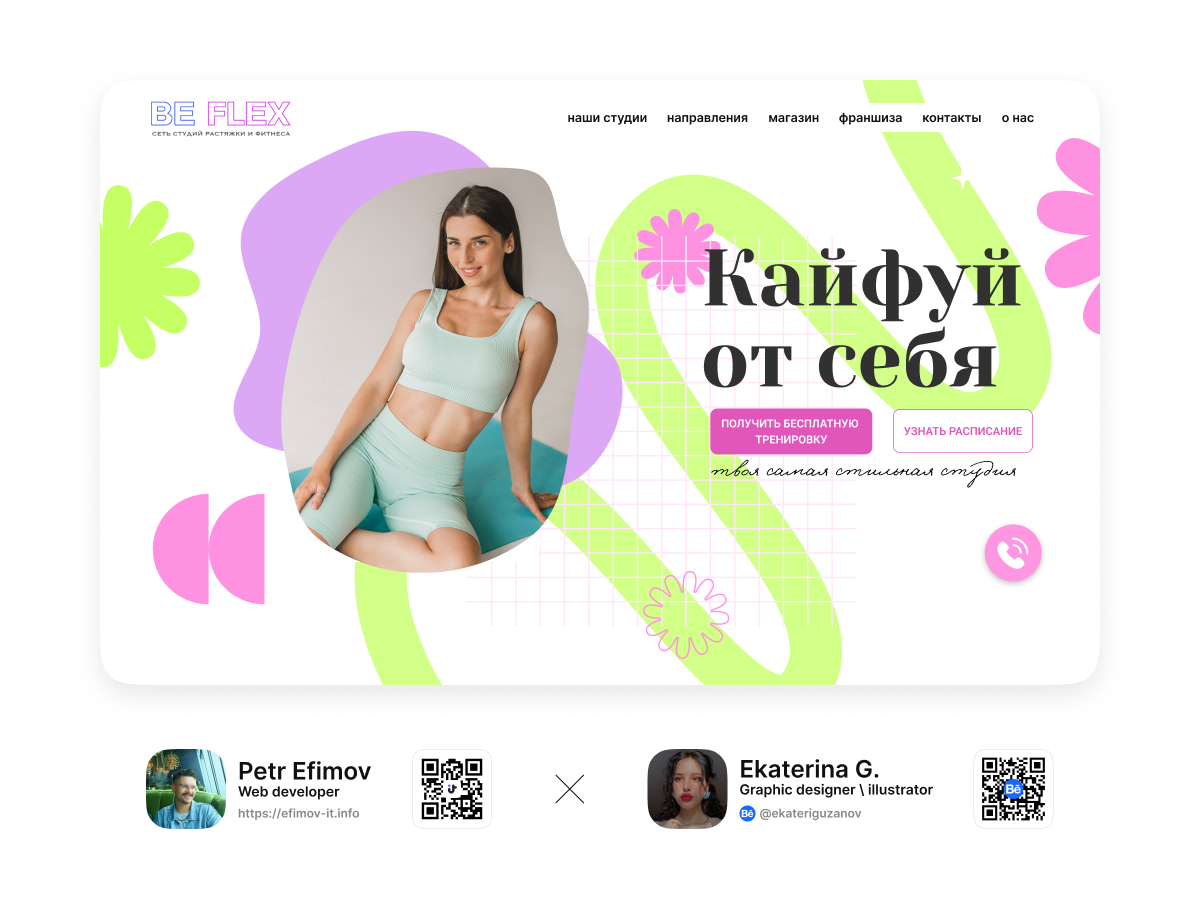 BE FLEX
СЕТЬ СТУДИЙ РАСТЯЖКИ И ФИТНЕСА
наши студии направления магазин франшиза контакты о нас
Кайфуй
от себя
ПОЛУЧИТЬ БЕСПЛАТНУЮ
ТРЕНИРОВКУ
УЗНАТЬ РАСПИСАНИЕ
твоя самая стильная студия
Petr Efimov
Web developer
https://efimov-it.info
Ekaterina G.
Graphic designer \ illustrator
Bē @ekateriguzanov
Bē